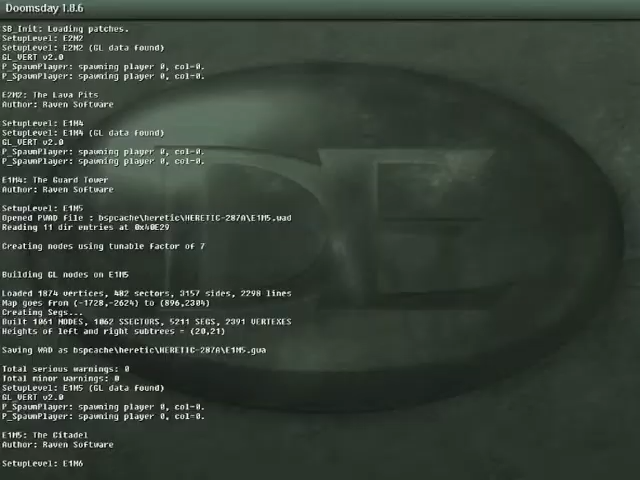 Doomsday 1.8.6
SB_Init: Loading patches.
SetupLevel: E2M2
SetupLevel: E2M2 (GL data found)
GL_VERT v2.0
P_SpawnPlayer: spawning player 0, col=0.
P_SpawnPlayer: spawning player 0, col=0.
E2M2: The Lava Pits
Author: Raven Software
SetupLevel: E1M4
SetupLevel: E1M4 (GL data found)
GL_VERT v2.0
P_SpawnPlayer: spawning player 0, col=0.
P_SpawnPlayer: spawning player 0, col=0.
E1M4: The Guard Tower
Author: Raven Software
SetupLevel: E1M5
Opened PWAD file : bspcache\heretic\HERETIC-287A\E1M5.wad
Reading 11 dir entries at 0x40E29
Creating nodes using tunable factor of 7
Building GL nodes on E1M5
Loaded 1874 vertices, 482 sectors, 3157 sides, 2298 lines
Map goes from (-1728,-2624) to (896,2304)
Creating Segs...
Built 1061 NODES, 1062 SSECTORS, 5211 SEGS, 2391 VERTEXES
Heights of left and right subtrees = (20,21)
Saving WAD as bspcache\heretic\HERETIC-287A\E1M5.gwa
Total serious warnings: 0
Total minor warnings: 0
SetupLevel: E1M5 (GL data found)
GL_VERT v2.0
P_SpawnPlayer: spawning player 0, col=0.
P_SpawnPlayer: spawning player 0, col=0.
E1M5: The Citadel
Author: Raven Software
SetupLevel: E1M6
DE